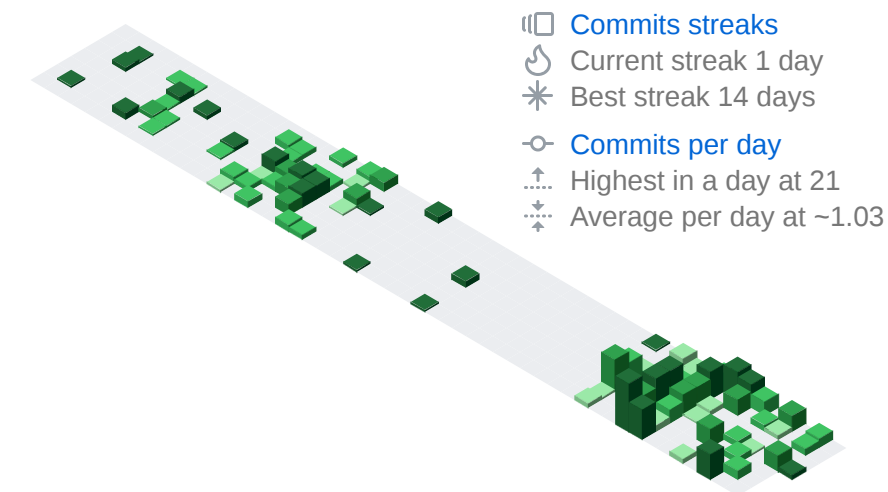 Commits streaks
Current streak 1 day
Best streak 14 days
Commits per day
Highest in a day at 21
Average per day at ~1.03